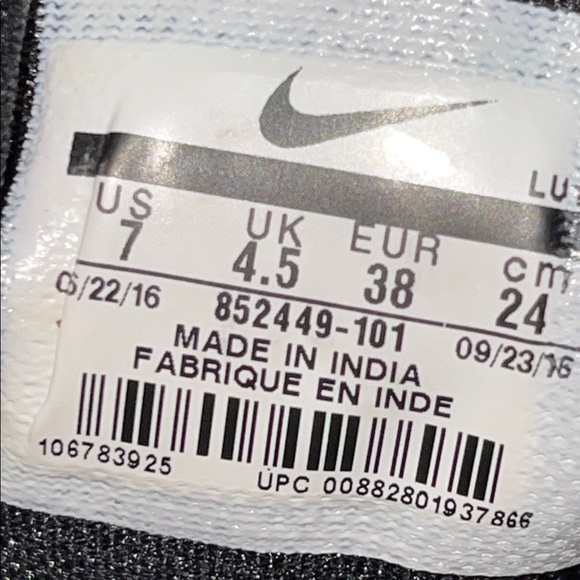 LU
US UK EUR cm
7 4.5 38 24
06/22/16 852449-101 09/23/16
MADE IN INDIA
FABRIQUE EN INDE
106783925 UPC 00882801937866